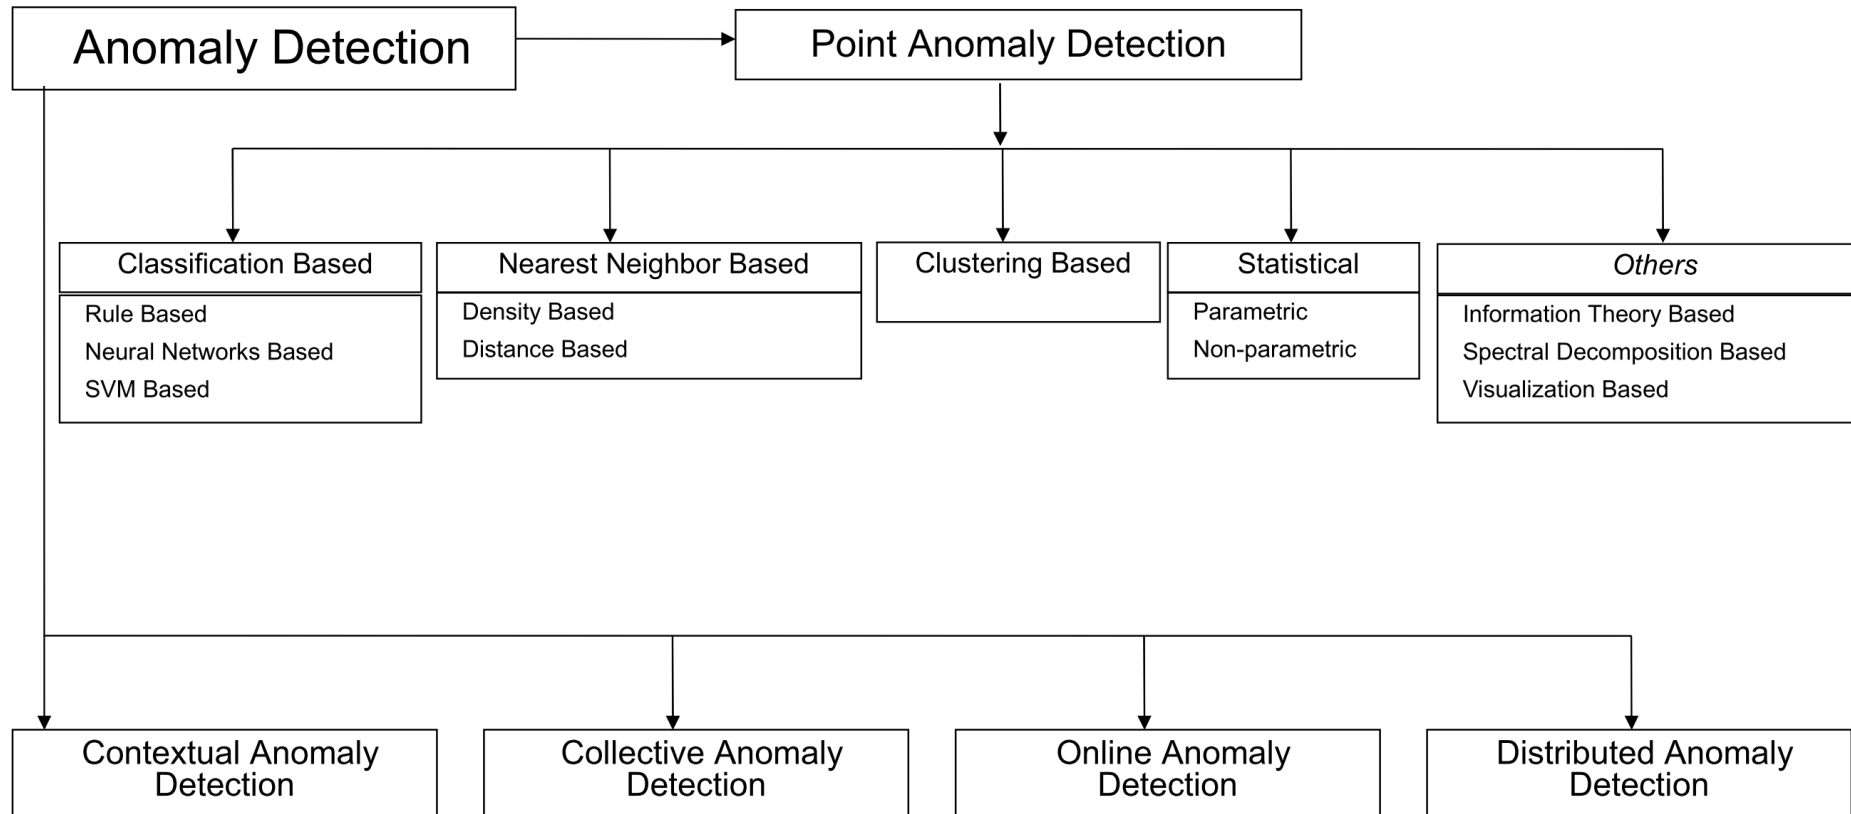 Anomaly Detection
Point Anomaly Detection
Classification Based
Rule Based
Neural Networks Based
SVM Based
Nearest Neighbor Based
Density Based
Distance Based
Clustering Based
Statistical
Parametric
Non-parametric
Others
Information Theory Based
Spectral Decomposition Based
Visualization Based
Contextual Anomaly
Detection
Collective Anomaly
Detection
Online Anomaly
Detection
Distributed Anomaly
Detection